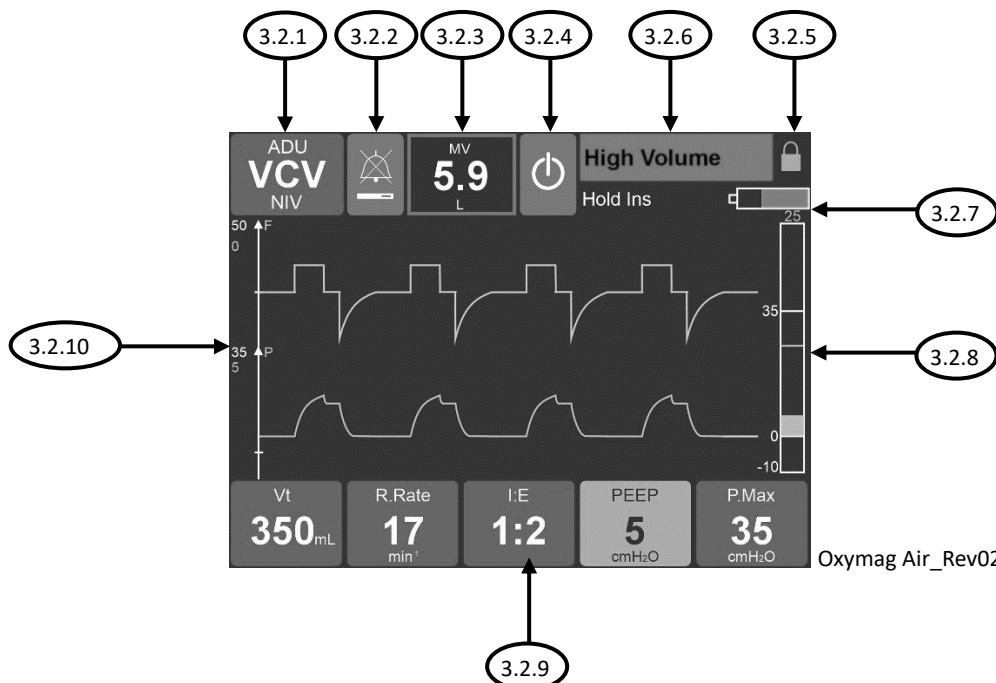 3.2.1 3.2.2 3.2.3 3.2.4 3.2.6 3.2.5
ADU
VCV
NIV
MV
5.9
L
High Volume
Hold Ins
3.2.7
25
50 F
0
35
3.2.10
35 P
5
3.2.8
0
-10
Vt
350 mL
R.Rate
17
min⁻¹
I:E
1:2
PEEP
5
cmH₂O
P.Max
35
cmH₂O
Oxymag Air_Rev02
3.2.9